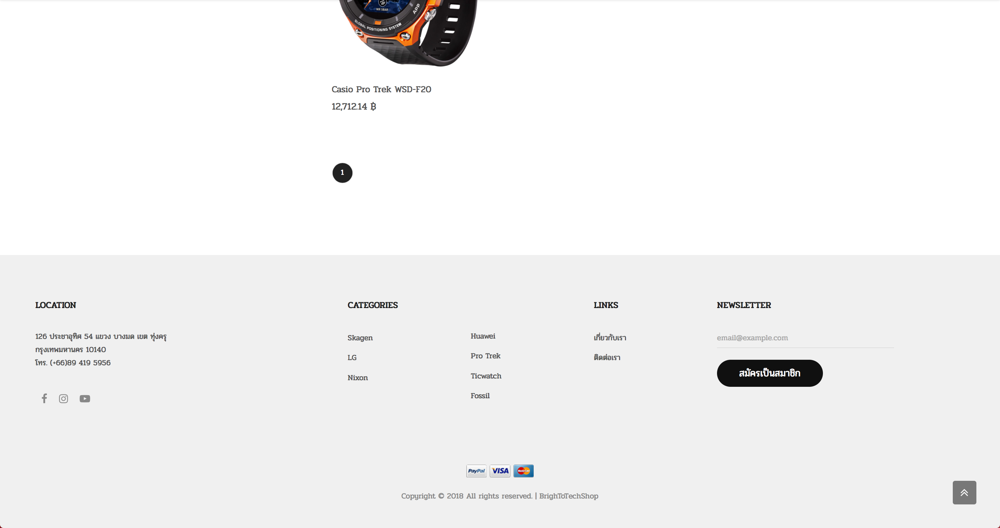 WR 5BAR
APP
GLOBAL POSITIONING SYSTEM
Casio Pro Trek WSD-F20
12,712.14 ฿
1
LOCATION
126 ประชาอุทิศ 54 แขวง บางมด เขต ทุ่งครุ
กรุงเทพมหานคร 10140
โทร. (+66)89 419 5956
CATEGORIES
Skagen
LG
Nixon
Huawei
Pro Trek
Ticwatch
Fossil
LINKS
เกี่ยวกับเรา
ติดต่อเรา
NEWSLETTER
email@example.com
สมัครเป็นสมาชิก
PayPal VISA MasterCard
Copyright © 2018 All rights reserved. | BrighToTechShop